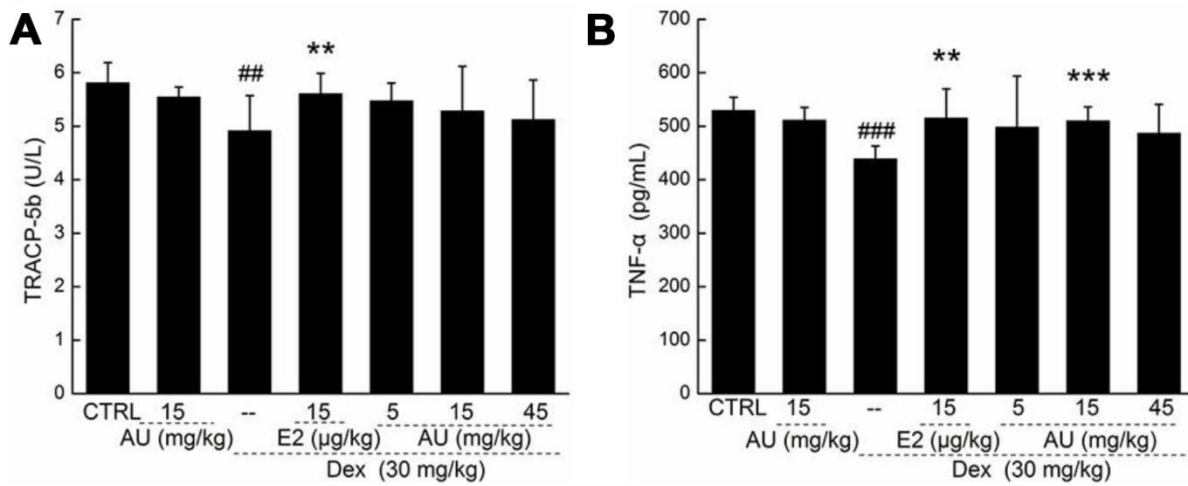 A
TRACP-5b (U/L)
7
6
5
4
3
2
1
0
##
**
CTRL 15 -- 15 5 15 45
AU (mg/kg) E2 (μg/kg) AU (mg/kg)
Dex (30 mg/kg)
B
TNF-α (pg/mL)
700
600
500
400
300
200
100
0
###
**
***
CTRL 15 -- 15 5 15 45
AU (mg/kg) E2 (μg/kg) AU (mg/kg)
Dex (30 mg/kg)